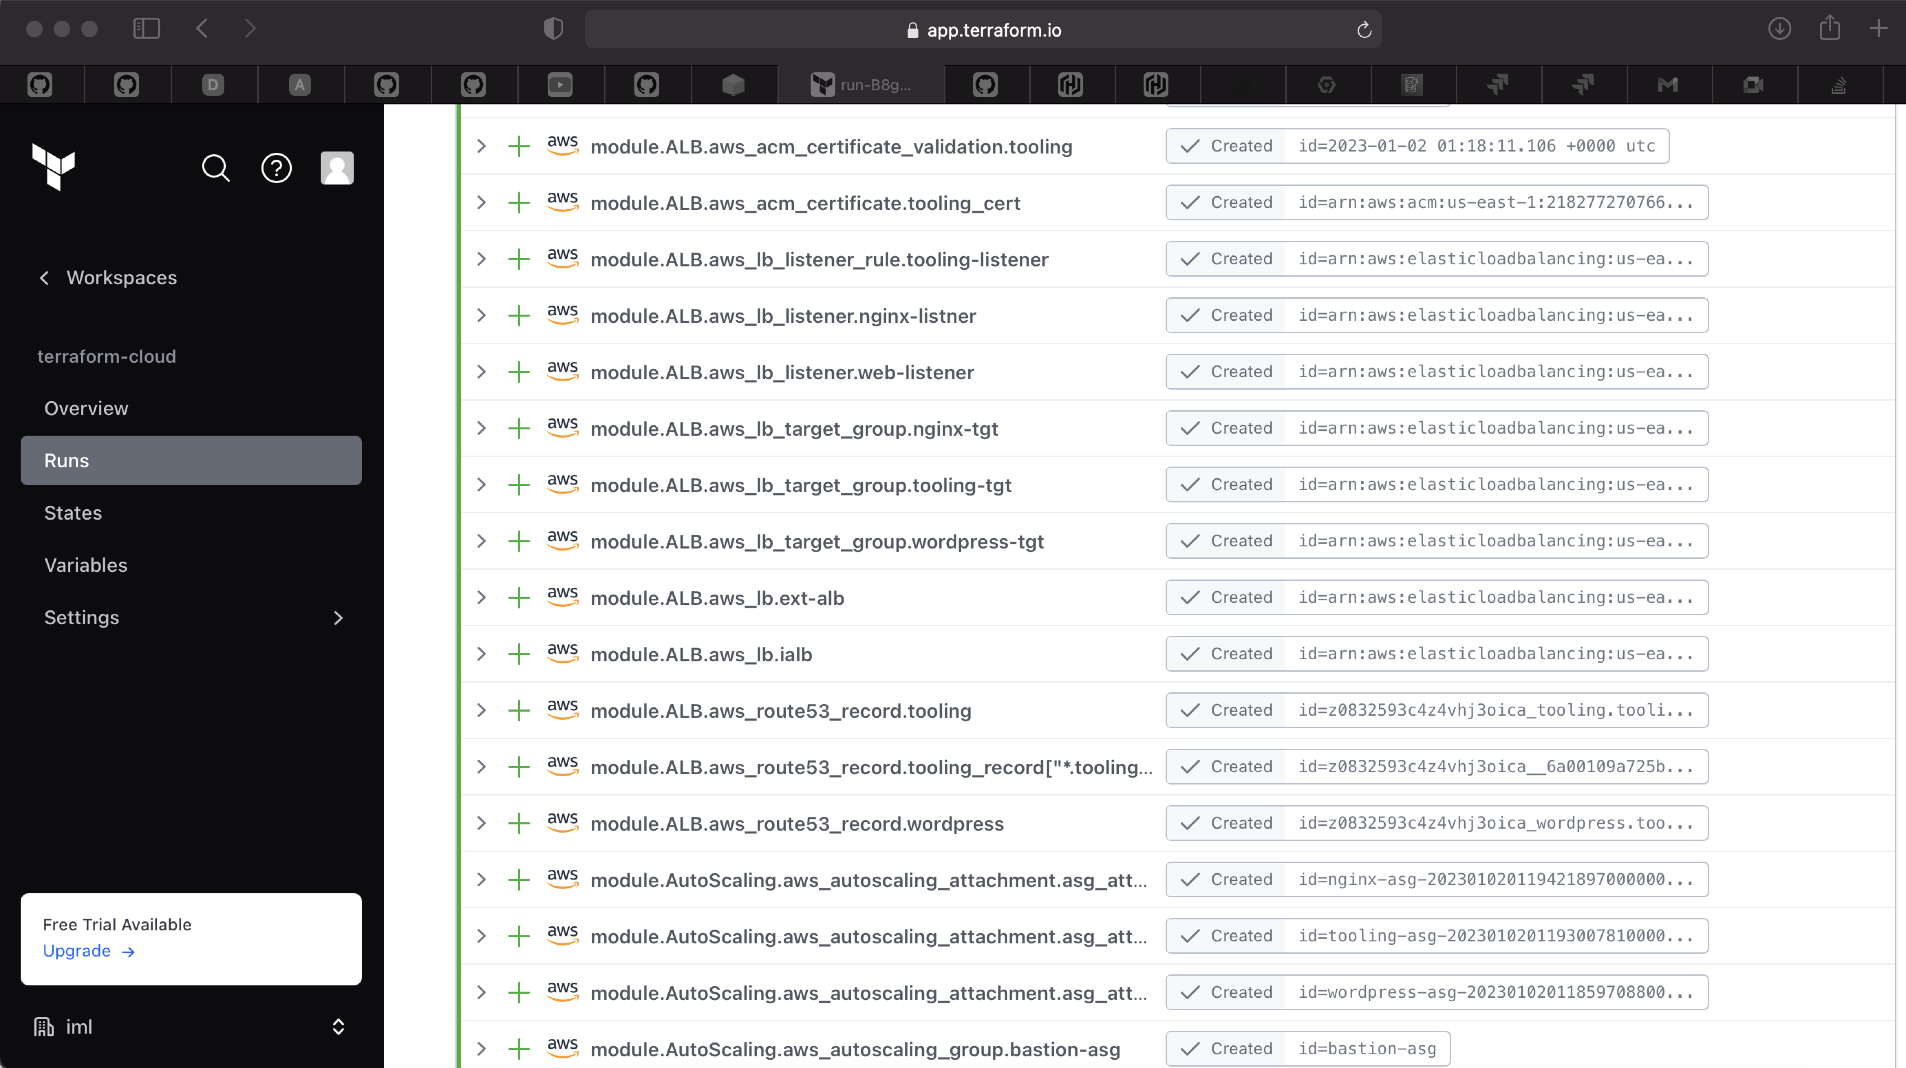 app.terraform.io
D
A
run-B8g...
Workspaces
terraform-cloud
Overview
Runs
States
Variables
Settings
Free Trial Available
Upgrade →
iml
aws module.ALB.aws_acm_certificate_validation.tooling Created id=2023-01-02 01:18:11.106 +0000 utc
aws module.ALB.aws_acm_certificate.tooling_cert Created id=arn:aws:acm:us-east-1:218277270766...
aws module.ALB.aws_lb_listener_rule.tooling-listener Created id=arn:aws:elasticloadbalancing:us-ea...
aws module.ALB.aws_lb_listener.nginx-listner Created id=arn:aws:elasticloadbalancing:us-ea...
aws module.ALB.aws_lb_listener.web-listener Created id=arn:aws:elasticloadbalancing:us-ea...
aws module.ALB.aws_lb_target_group.nginx-tgt Created id=arn:aws:elasticloadbalancing:us-ea...
aws module.ALB.aws_lb_target_group.tooling-tgt Created id=arn:aws:elasticloadbalancing:us-ea...
aws module.ALB.aws_lb_target_group.wordpress-tgt Created id=arn:aws:elasticloadbalancing:us-ea...
aws module.ALB.aws_lb.ext-alb Created id=arn:aws:elasticloadbalancing:us-ea...
aws module.ALB.aws_lb.ialb Created id=arn:aws:elasticloadbalancing:us-ea...
aws module.ALB.aws_route53_record.tooling Created id=z0832593c4z4vhj3oica_tooling.tooli...
aws module.ALB.aws_route53_record.tooling_record["*.tooling... Created id=z0832593c4z4vhj3oica__6a00109a725b...
aws module.ALB.aws_route53_record.wordpress Created id=z0832593c4z4vhj3oica_wordpress.too...
aws module.AutoScaling.aws_autoscaling_attachment.asg_att... Created id=nginx-asg-202301020119421897000000...
aws module.AutoScaling.aws_autoscaling_attachment.asg_att... Created id=tooling-asg-2023010201193007810000...
aws module.AutoScaling.aws_autoscaling_attachment.asg_att... Created id=wordpress-asg-20230102011859708800...
aws module.AutoScaling.aws_autoscaling_group.bastion-asg Created id=bastion-asg